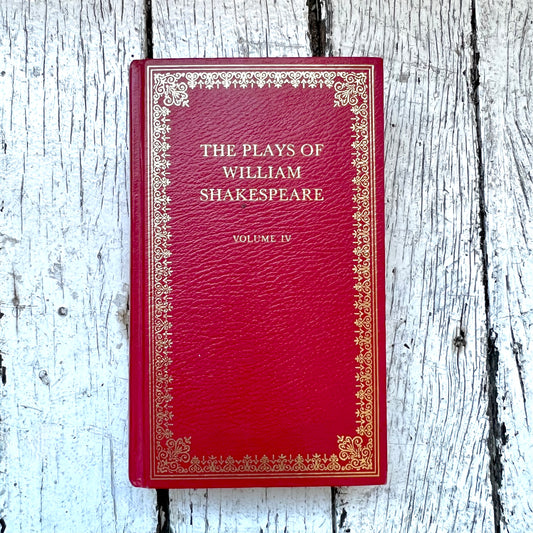 THE PLAYS OF
WILLIAM
SHAKESPEARE
VOLUME IV